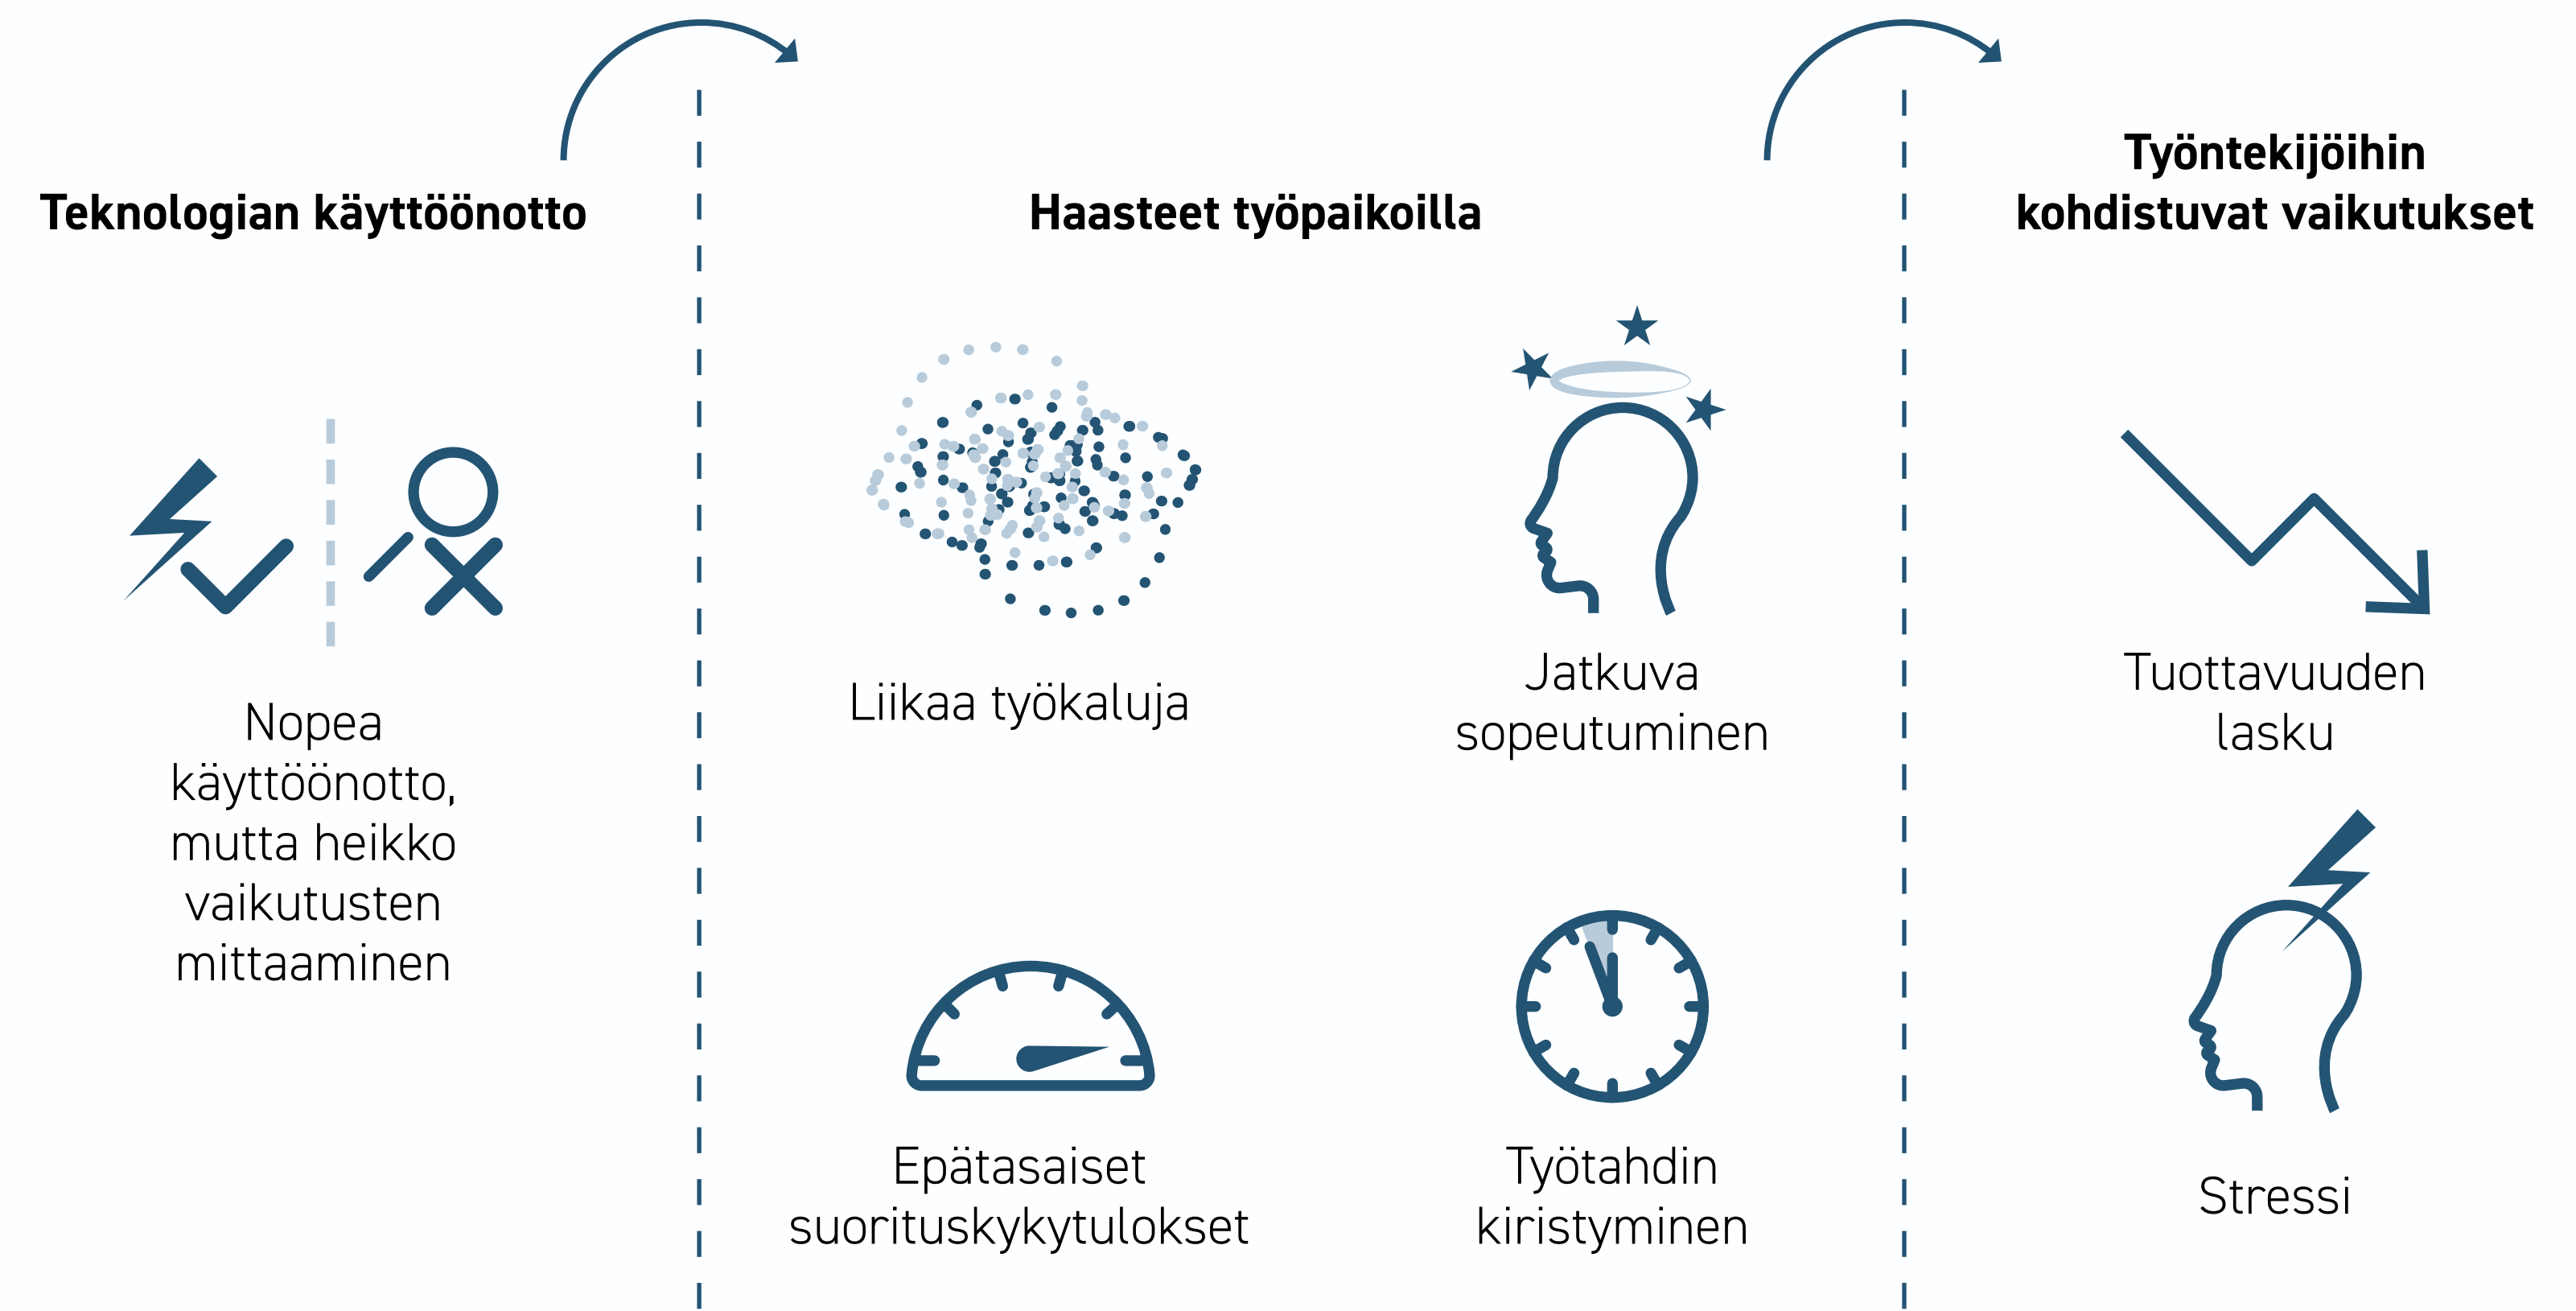 Teknologian käyttöönotto
Nopea
käyttöönotto,
mutta heikko
vaikutusten
mittaaminen
Haasteet työpaikoilla
Liikaa työkaluja
Jatkuva
sopeutuminen
Epätasaiset
suorituskykytulokset
Työtahdin
kiristyminen
Työntekijöihin
kohdistuvat vaikutukset
Tuottavuuden
lasku
Stressi